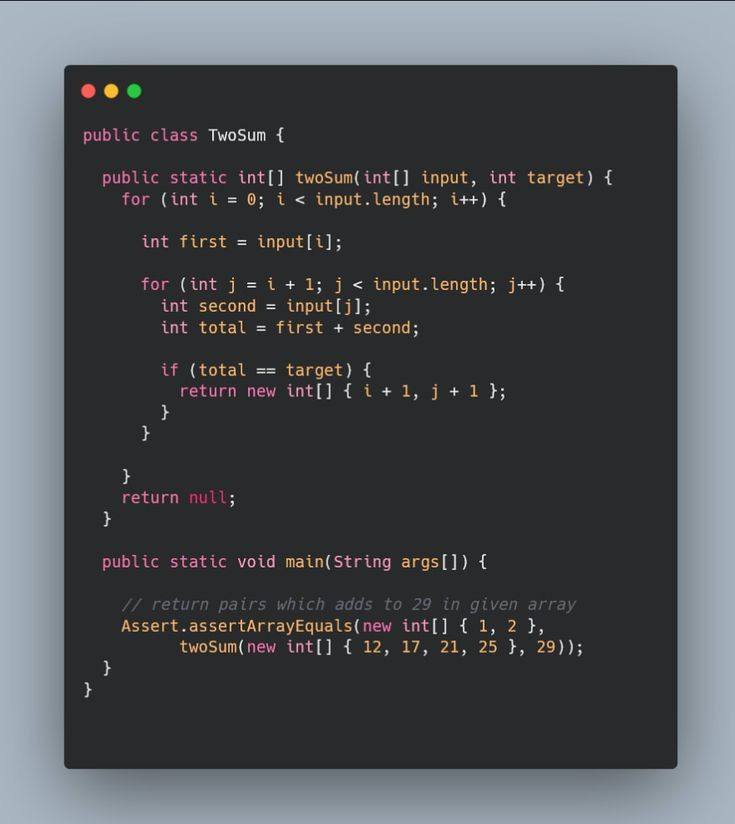 public class TwoSum {
public static int[] twoSum(int[] input, int target) {
for (int i = 0; i < input.length; i++) {
int first = input[i];
for (int j = i + 1; j < input.length; j++) {
int second = input[j];
int total = first + second;
if (total == target) {
return new int[] { i + 1, j + 1 };
}
}
}
return null;
}
public static void main(String args[]) {
// return pairs which adds to 29 in given array
Assert.assertArrayEquals(new int[] { 1, 2 },
twoSum(new int[] { 12, 17, 21, 25 }, 29));
}
}